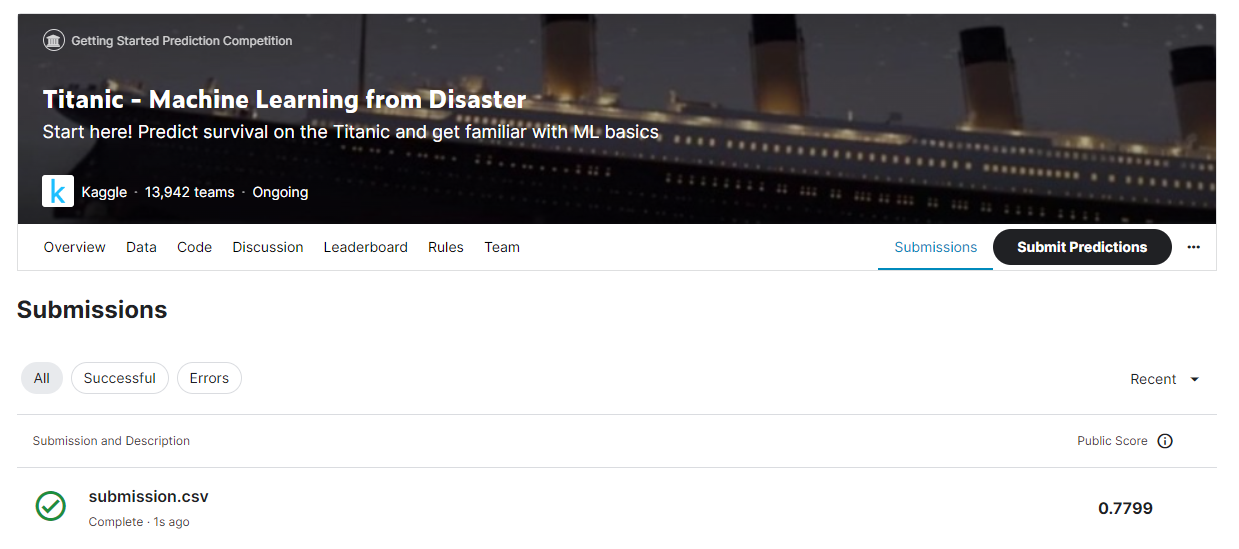 Getting Started Prediction Competition
Titanic - Machine Learning from Disaster
Start here! Predict survival on the Titanic and get familiar with ML basics
k Kaggle · 13,942 teams · Ongoing
Overview Data Code Discussion Leaderboard Rules Team Submissions Submit Predictions ···
Submissions
All Successful Errors Recent
Submission and Description Public Score
submission.csv
Complete · 1s ago
0.7799